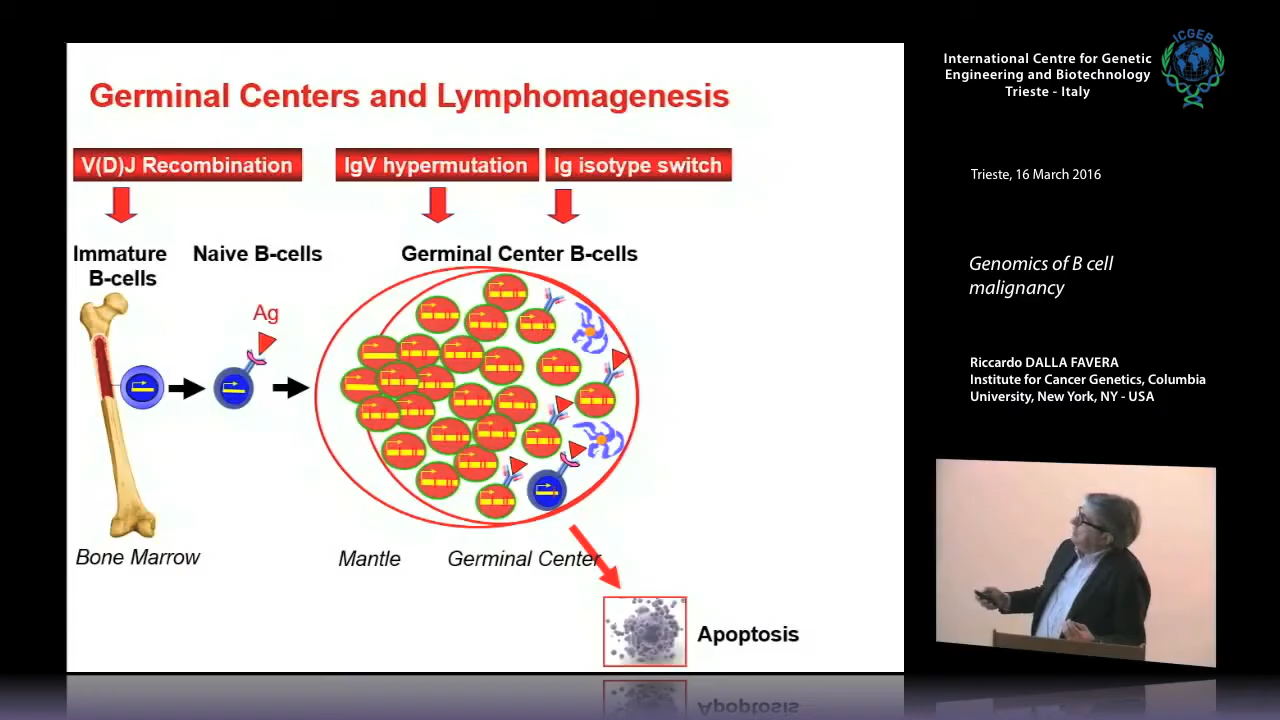 Germinal Centers and Lymphomagenesis
V(D)J Recombination
IgV hypermutation
Ig isotype switch
Immature
B-cells
Naive B-cells
Germinal Center B-cells
Ag
Bone Marrow
Mantle
Germinal Center
Apoptosis
ICGEB
International Centre for Genetic
Engineering and Biotechnology
Trieste - Italy
Trieste, 16 March 2016
Genomics of B cell
malignancy
Riccardo DALLA FAVERA
Institute for Cancer Genetics, Columbia
University, New York, NY - USA